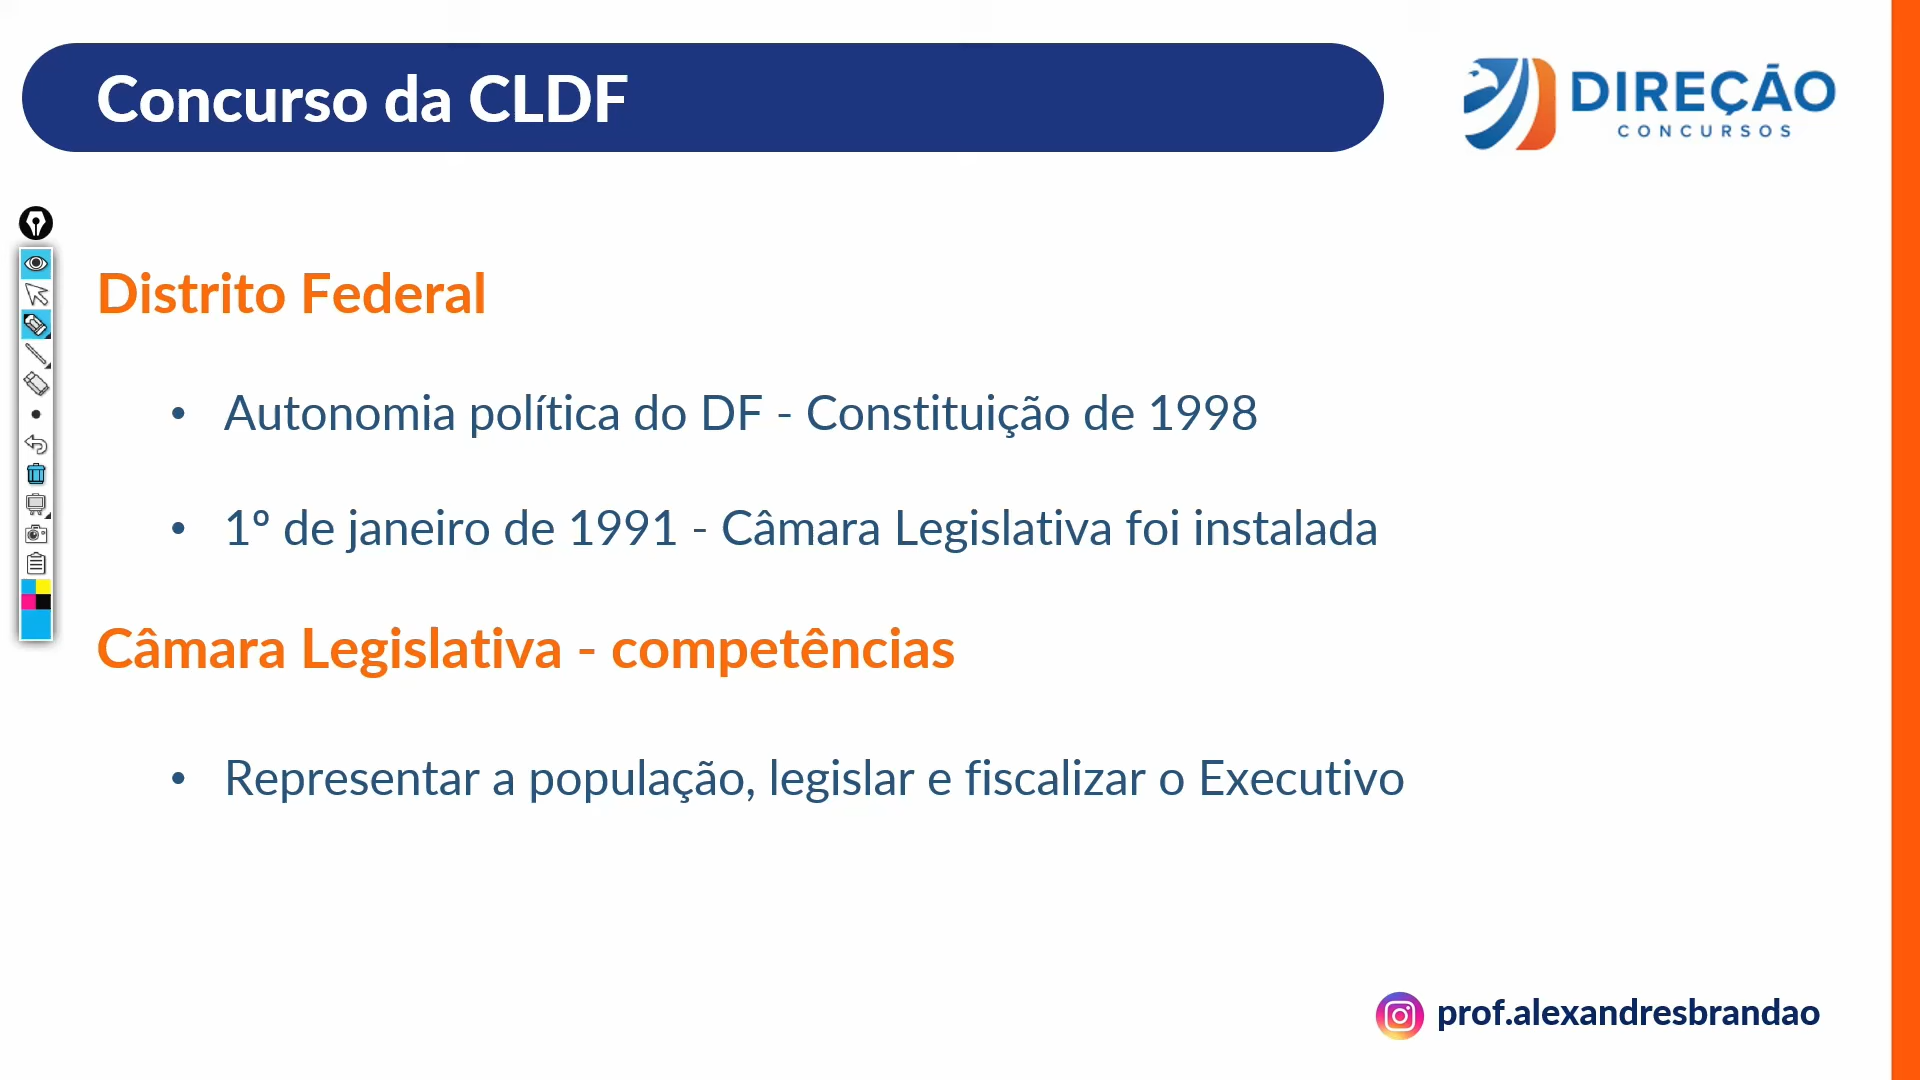 Concurso da CLDF
DIREÇÃO
CONCURSOS
Distrito Federal
• Autonomia política do DF - Constituição de 1998
• 1º de janeiro de 1991 - Câmara Legislativa foi instalada
Câmara Legislativa - competências
• Representar a população, legislar e fiscalizar o Executivo
prof.alexandresbrandao